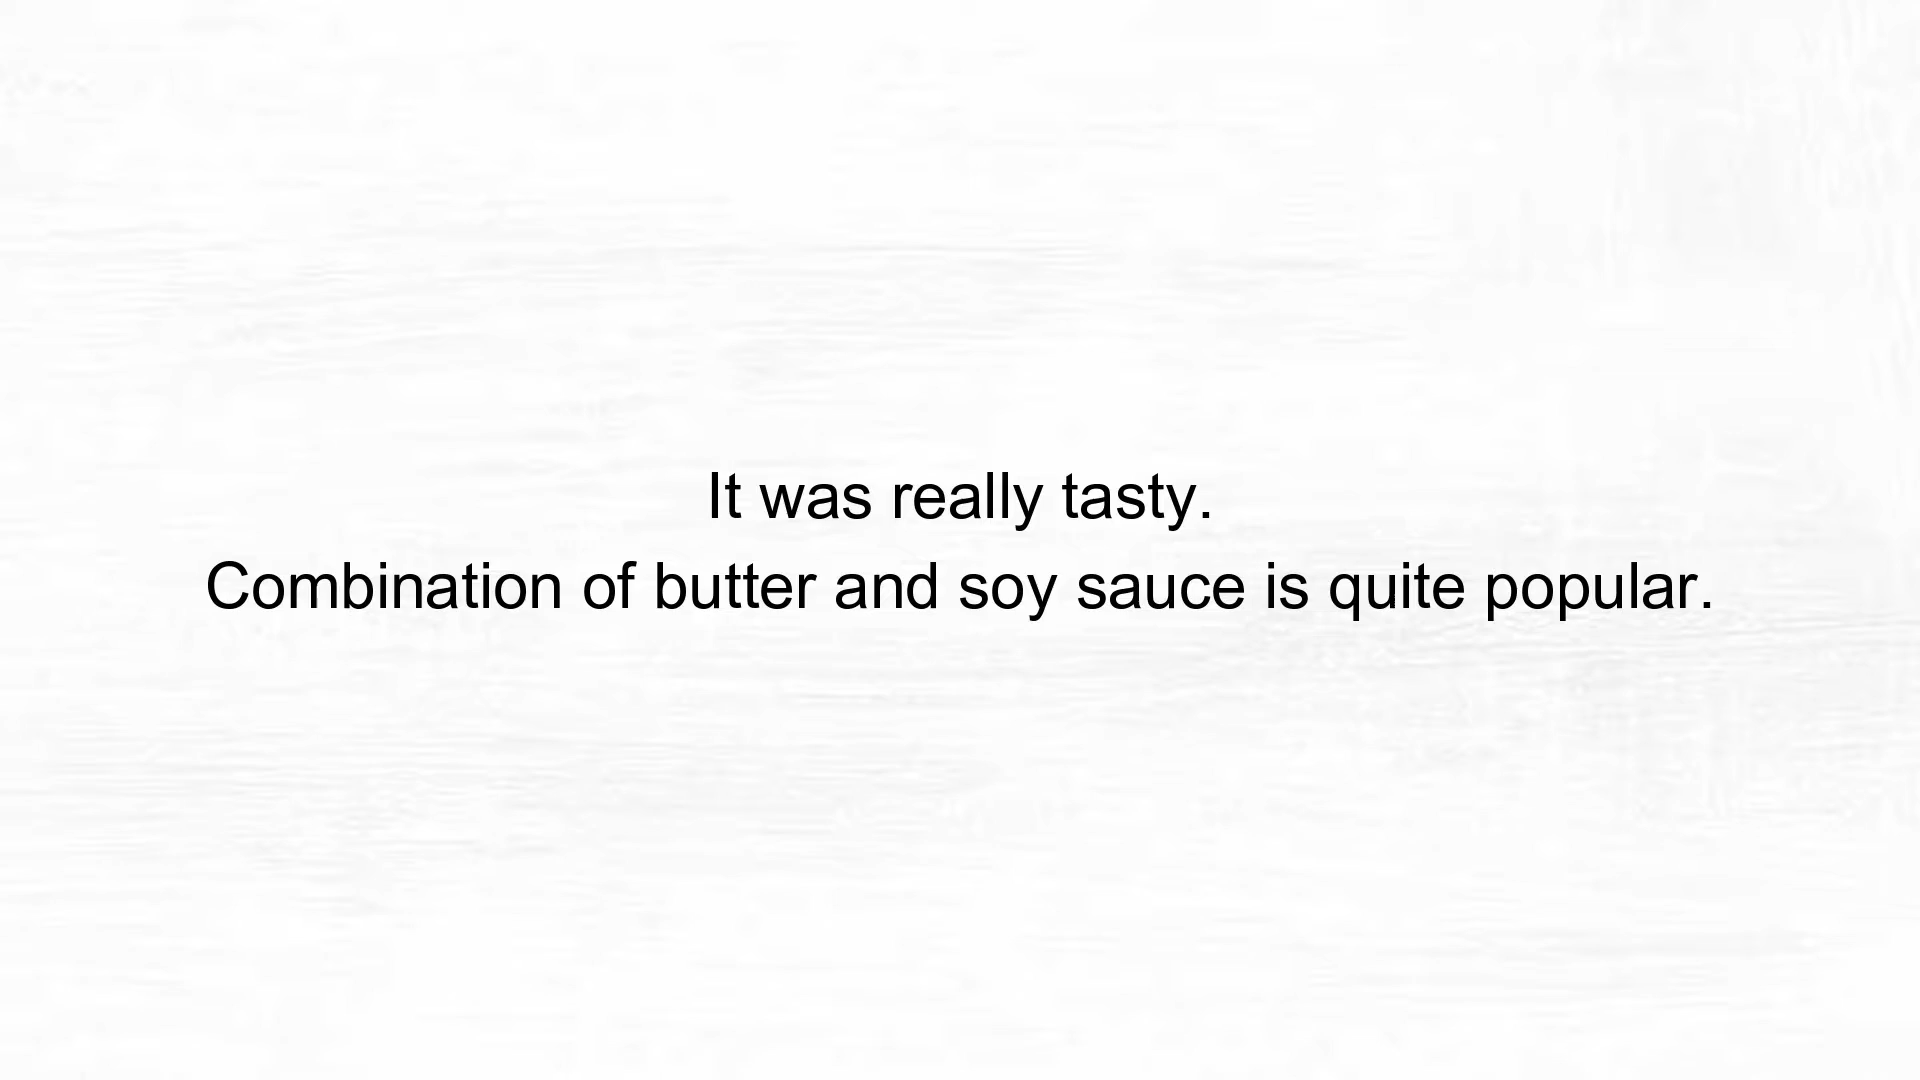 It was really tasty.
Combination of butter and soy sauce is quite popular.